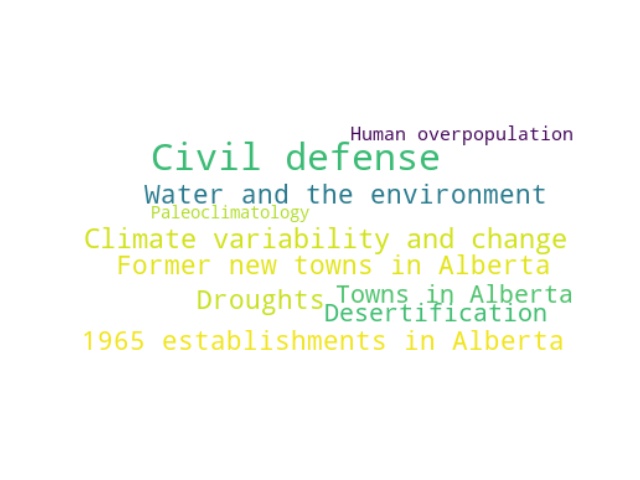 Human overpopulation
Civil defense
Water and the environment
Paleoclimatology
Climate variability and change
Former new towns in Alberta
Towns in Alberta
Droughts
Desertification
1965 establishments in Alberta